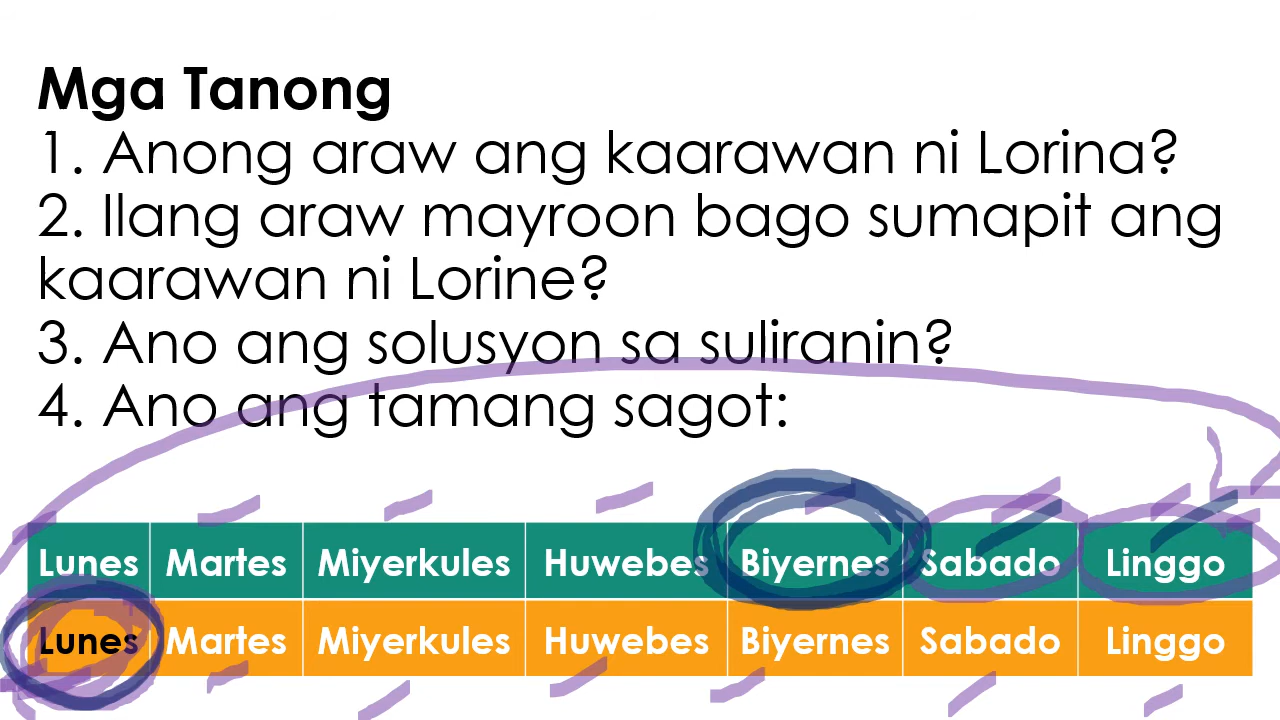 Mga Tanong
1. Anong araw ang kaarawan ni Lorina?
2. Ilang araw mayroon bago sumapit ang
kaarawan ni Lorine?
3. Ano ang solusyon sa suliranin?
4. Ano ang tamang sagot:
Lunes Martes Miyerkules Huwebes Biyernes Sabado Linggo
Lunes Martes Miyerkules Huwebes Biyernes Sabado Linggo